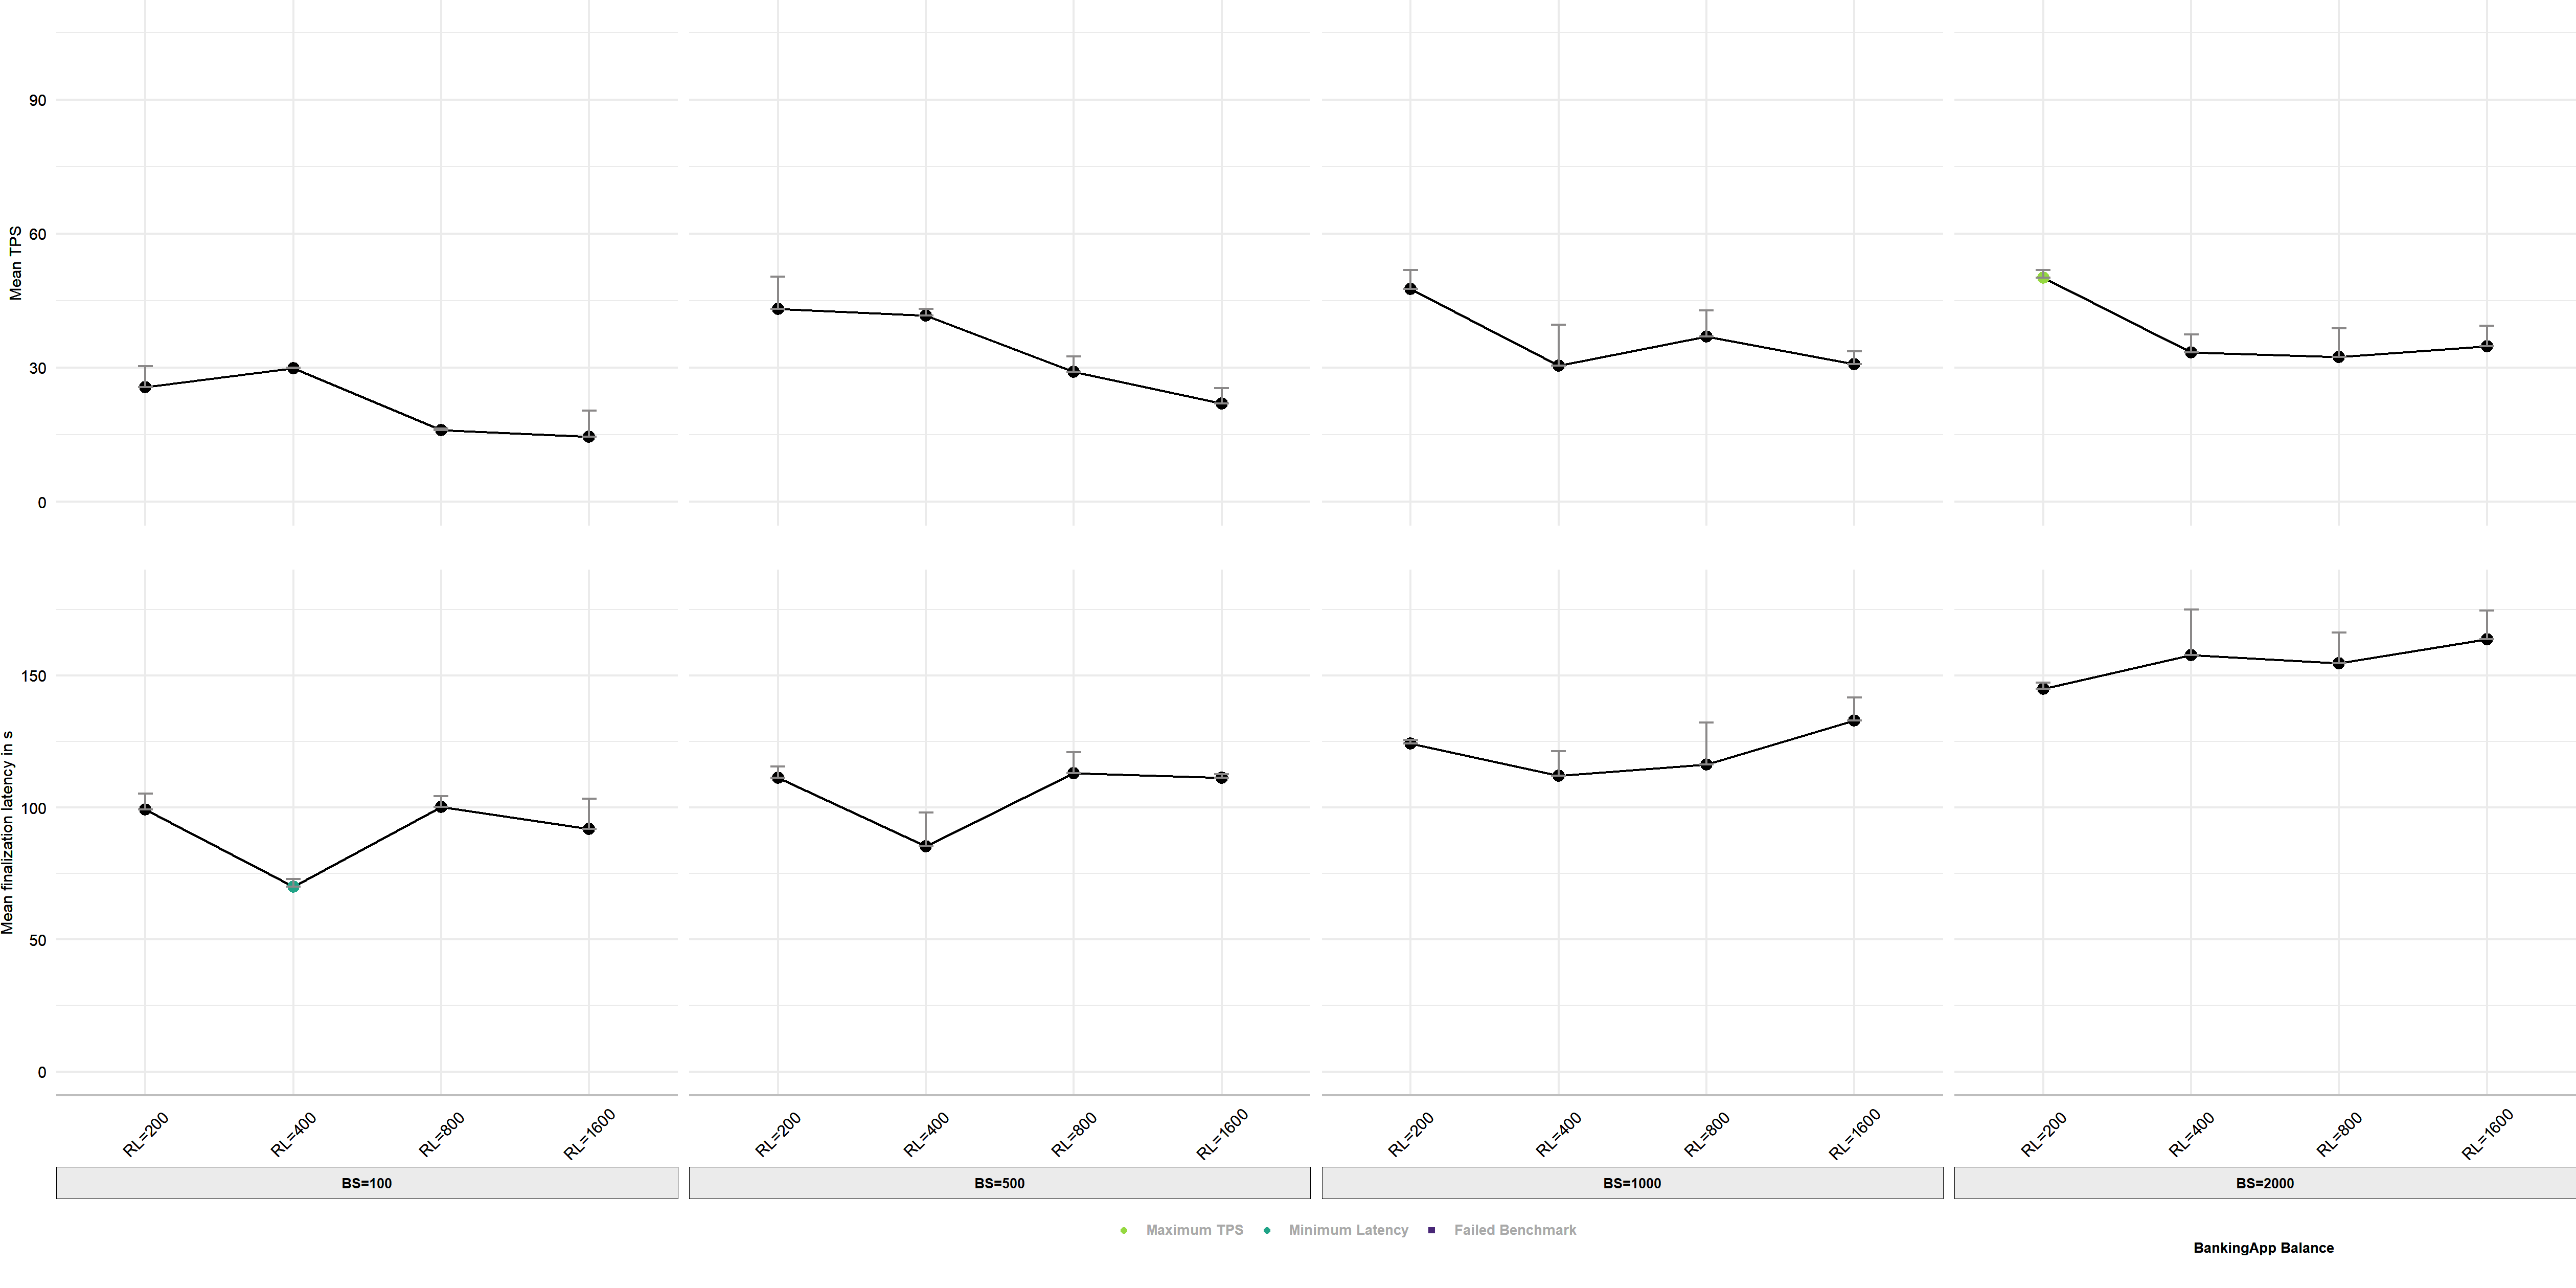 Mean TPS
90
60
30
0
Mean finalization latency in s
150
100
50
0
RL=200 RL=400 RL=800 RL=1600 RL=200 RL=400 RL=800 RL=1600 RL=200 RL=400 RL=800 RL=1600 RL=200 RL=400 RL=800 RL=1600
BS=100 BS=500 BS=1000 BS=2000
Maximum TPS Minimum Latency Failed Benchmark
BankingApp Balance